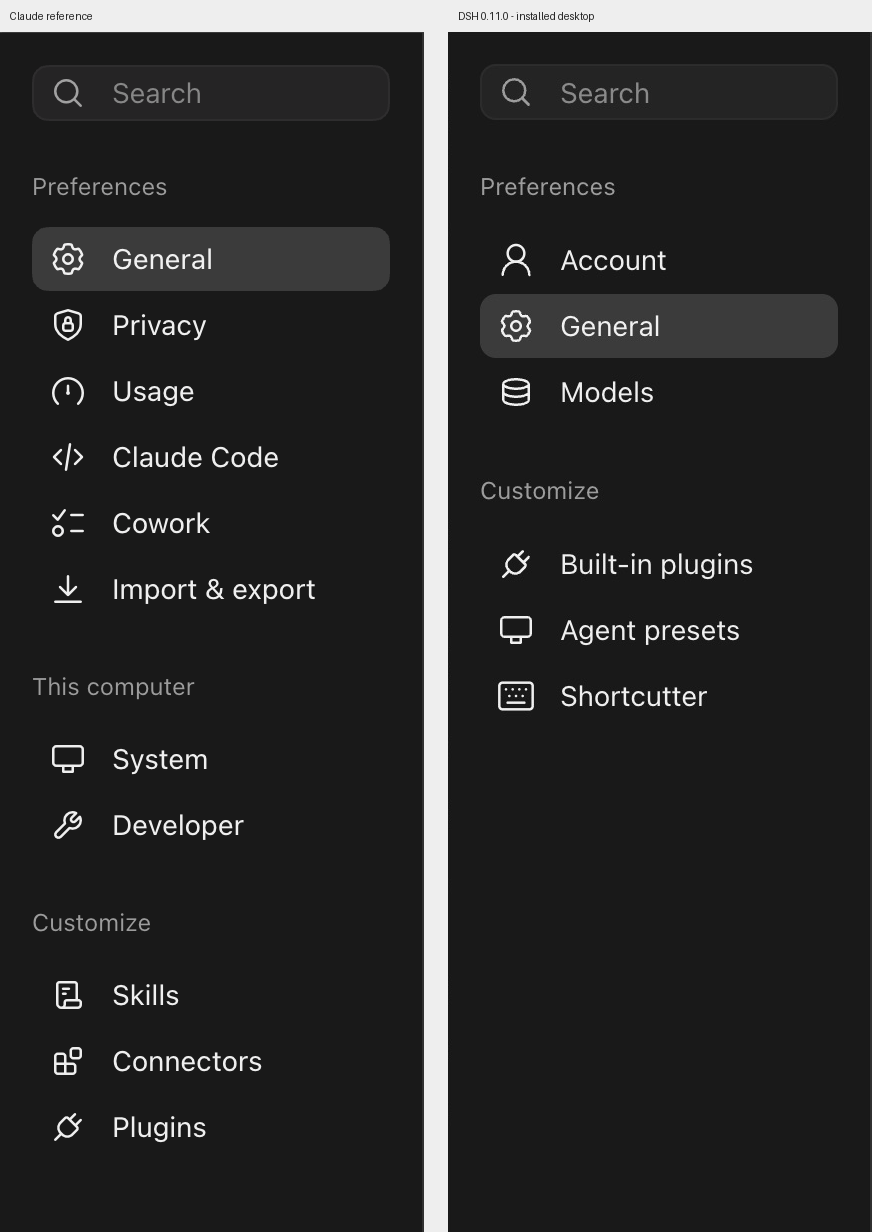 Claude reference
Search
Preferences
General
Privacy
Usage
Claude Code
Cowork
Import & export
This computer
System
Developer
Customize
Skills
Connectors
Plugins
DSH 0.11.0 - installed desktop
Search
Preferences
Account
General
Models
Customize
Built-in plugins
Agent presets
Shortcutter